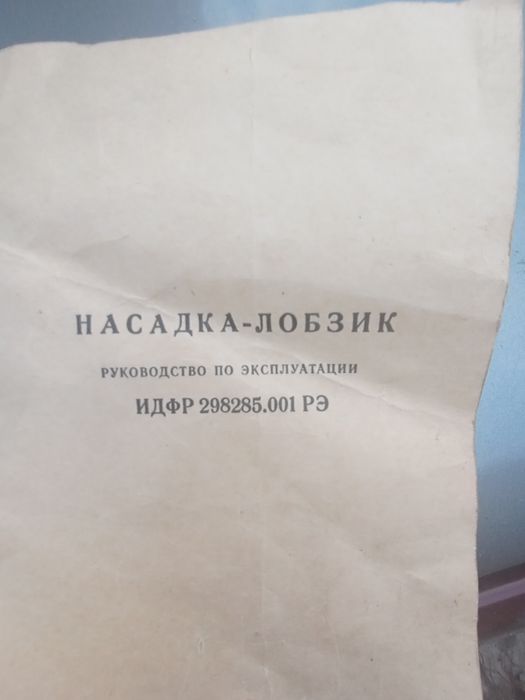 НАСАДКА-ЛОБЗИК
РУКОВОДСТВО ПО ЭКСПЛУАТАЦИИ
ИДФР 298285.001 РЭ